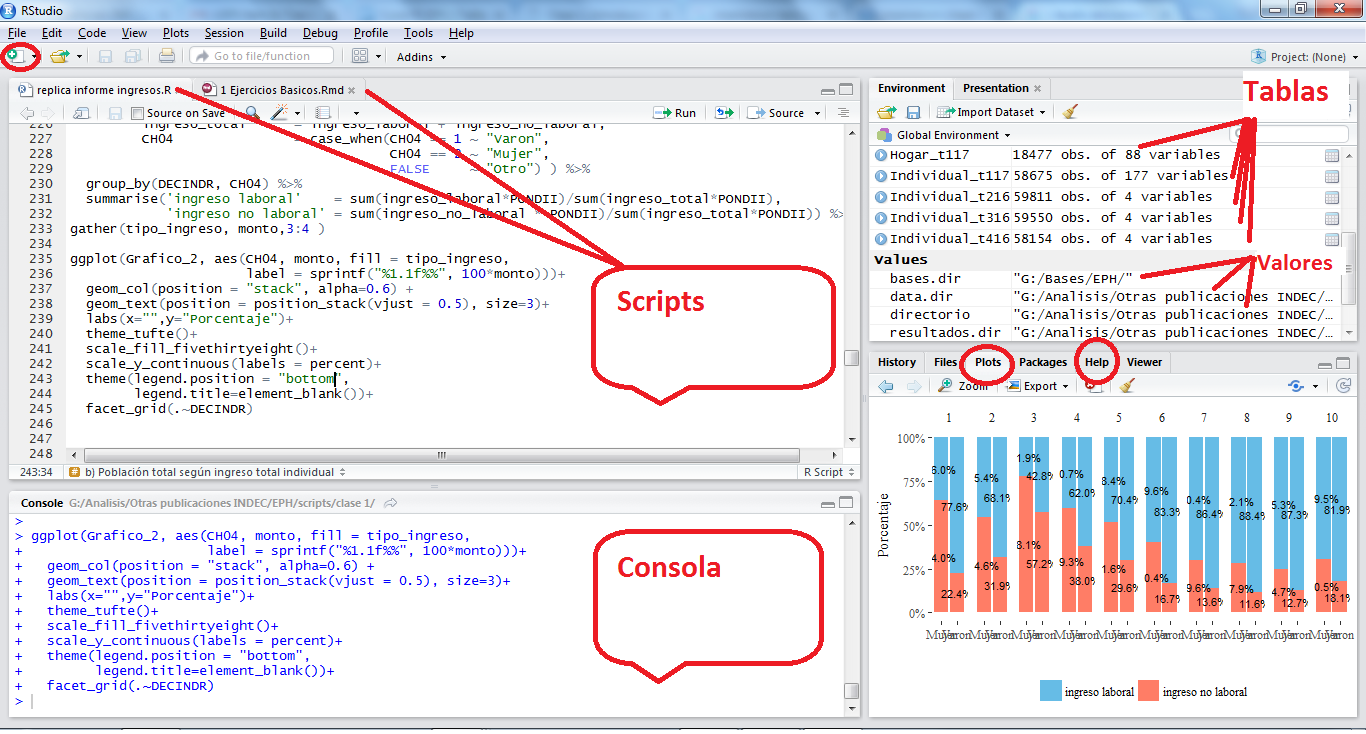 RStudio
File Edit Code View Plots Session Build Debug Profile Tools Help
Go to file/function Addins Project: (None)
replica informe ingresos.R 1 Ejercicios Basicos.Rmd
Source on Save Run Source
226 ingreso_total = ingreso_laboral + ingreso_no_laboral,
227 CH04 = case_when(CH04 == 1 ~ "Varon",
228 CH04 == 2 ~ "Mujer",
229 FALSE ~ "Otro") ) %>%
230 group_by(DECINDR, CH04) %>%
231 summarise('ingreso laboral' = sum(ingreso_laboral*PONDII)/sum(ingreso_total*PONDII),
232 'ingreso no laboral' = sum(ingreso_no_laboral *PONDII)/sum(ingreso_total*PONDII)) %>
233 gather(tipo_ingreso, monto,3:4 )
234
235 ggplot(Grafico_2, aes(CH04, monto, fill = tipo_ingreso,
236 label = sprintf("%1.1f%%", 100*monto)))+
237 geom_col(position = "stack", alpha=0.6) +
238 geom_text(position = position_stack(vjust = 0.5), size=3)+
239 labs(x="",y="Porcentaje")+
240 theme_tufte()+
241 scale_fill_fivethirtyeight()+
242 scale_y_continuous(labels = percent)+
243 theme(legend.position = "bottom",
244 legend.title=element_blank())+
245 facet_grid(.~DECINDR)
246
247
248
Scripts
243:34 b) Población total según ingreso total individual R Script
Console G:/Analisis/Otras publicaciones INDEC/EPH/scripts/clase 1/
>
> ggplot(Grafico_2, aes(CH04, monto, fill = tipo_ingreso,
+ label = sprintf("%1.1f%%", 100*monto)))+
+ geom_col(position = "stack", alpha=0.6) +
+ geom_text(position = position_stack(vjust = 0.5), size=3)+
+ labs(x="",y="Porcentaje")+
+ theme_tufte()+
+ scale_fill_fivethirtyeight()+
+ scale_y_continuous(labels = percent)+
+ theme(legend.position = "bottom",
+ legend.title=element_blank())+
+ facet_grid(.~DECINDR)
>
Consola
Environment Presentation
Tablas
Import Dataset
Global Environment
Hogar_t117 18477 obs. of 88 variables
Individual_t117 58675 obs. of 177 variables
Individual_t216 59811 obs. of 4 variables
Individual_t316 59550 obs. of 4 variables
Individual_t416 58154 obs. of 4 variables
Values
Valores
bases.dir "G:/Bases/EPH/"
data.dir "G:/Analisis/Otras publicaciones INDEC/…
directorio "G:/Analisis/Otras publicaciones INDEC/…
resultados.dir "G:/Analisis/Otras publicaciones INDEC/…
History Files Plots Packages Help Viewer
Zoom Export
1 2 3 4 5 6 7 8 9 10
100%
75%
50%
25%
0%
Porcentaje
6.0% 5.4% 1.9% 0.7% 8.4% 9.6% 0.4% 2.1% 5.3% 9.5%
77.6% 68.1% 42.8% 62.0% 70.4% 83.3% 86.4% 88.4% 87.3% 81.9%
4.0% 4.6% 8.1% 9.3% 1.6% 0.4% 9.6% 7.9% 4.7% 0.5%
22.4% 31.9% 57.2% 38.0% 29.6% 16.7% 13.6% 11.6% 12.7% 18.1%
Mujer Varon Mujer Varon Mujer Varon Mujer Varon Mujer Varon Mujer Varon Mujer Varon Mujer Varon Mujer Varon Mujer Varon
ingreso laboral ingreso no laboral